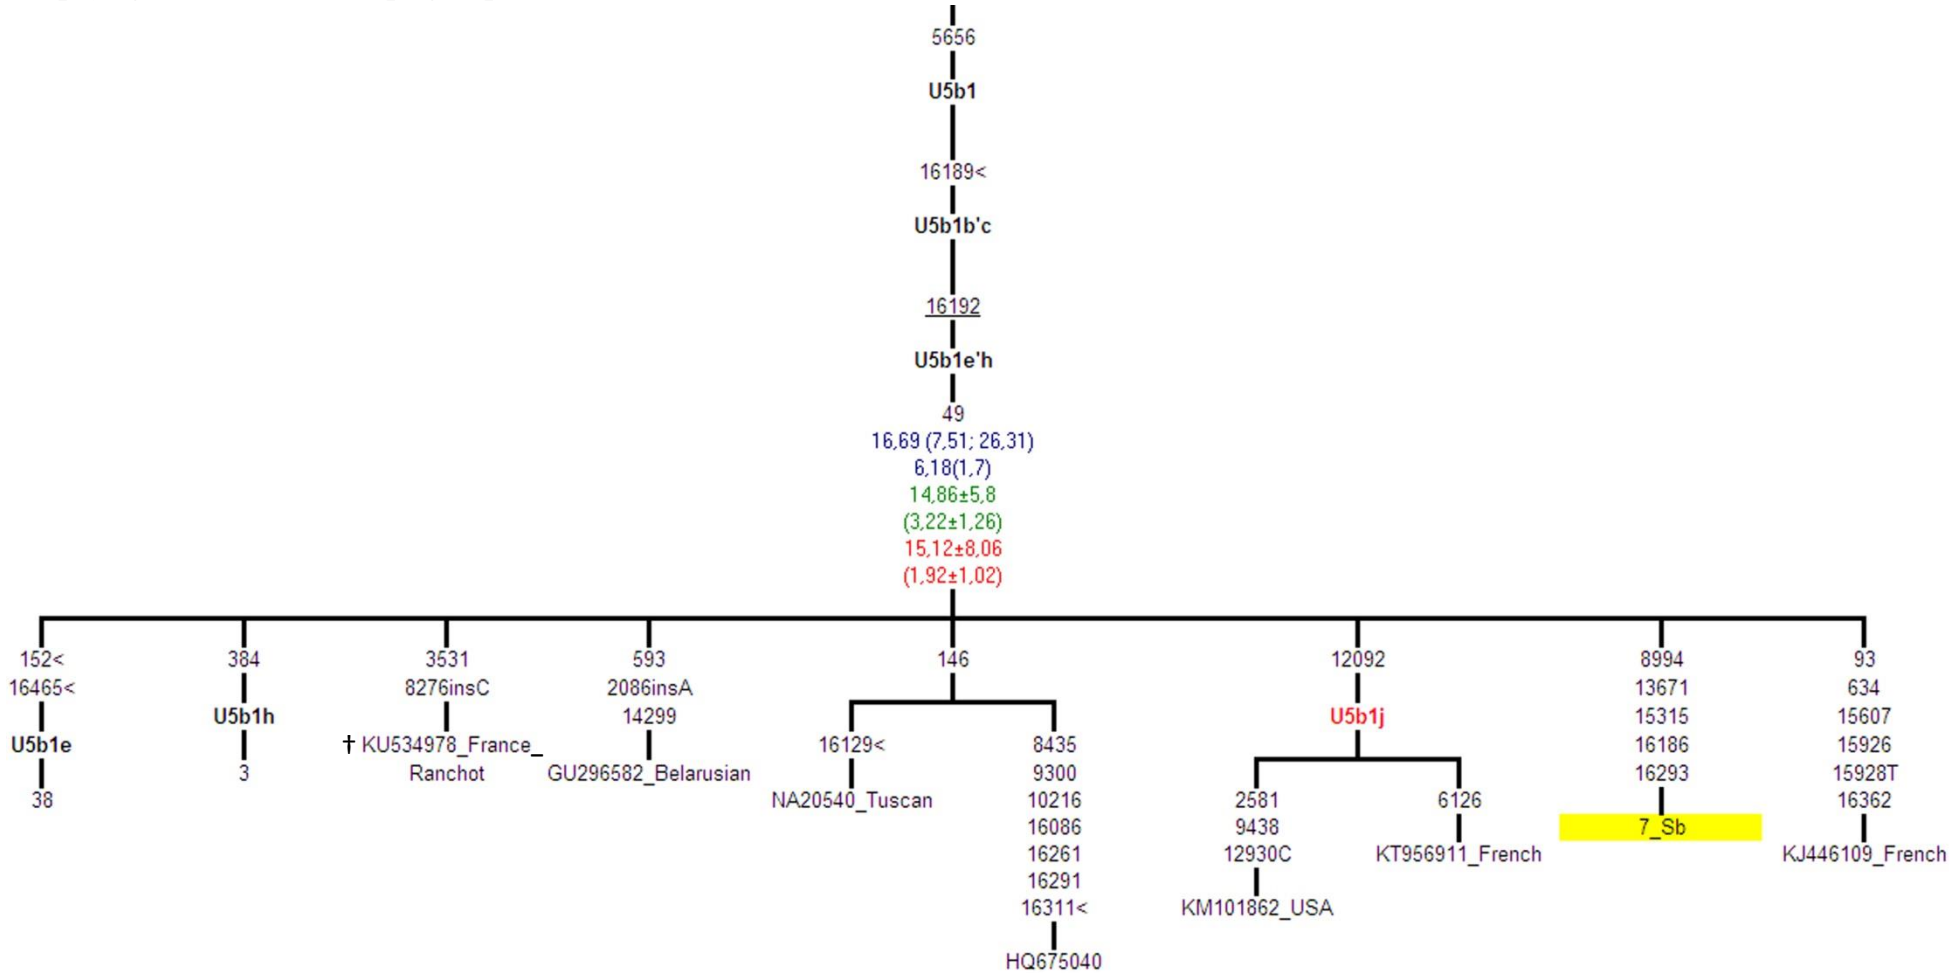 5656
U5b1
16189<
U5b1b'c
16192
U5b1e'h
49
16,69 (7,51; 26,31)
6,18(1,7)
14,86±5,8
(3,22±1,26)
15,12±8,06
(1,92±1,02)
152<
16465<
U5b1e
38
384
U5b1h
3
3531
8276insC
† KU534978_France_
Ranchot
593
2086insA
14299
GU296582_Belarusian
146
16129<
NA20540_Tuscan
8435
9300
10216
16086
16261
16291
16311<
HQ675040
12092
U5b1j
2581
9438
12930C
KM101862_USA
6126
KT956911_French
8994
13671
15315
16186
16293
7_Sb
93
634
15607
15926
15928T
16362
KJ446109_French